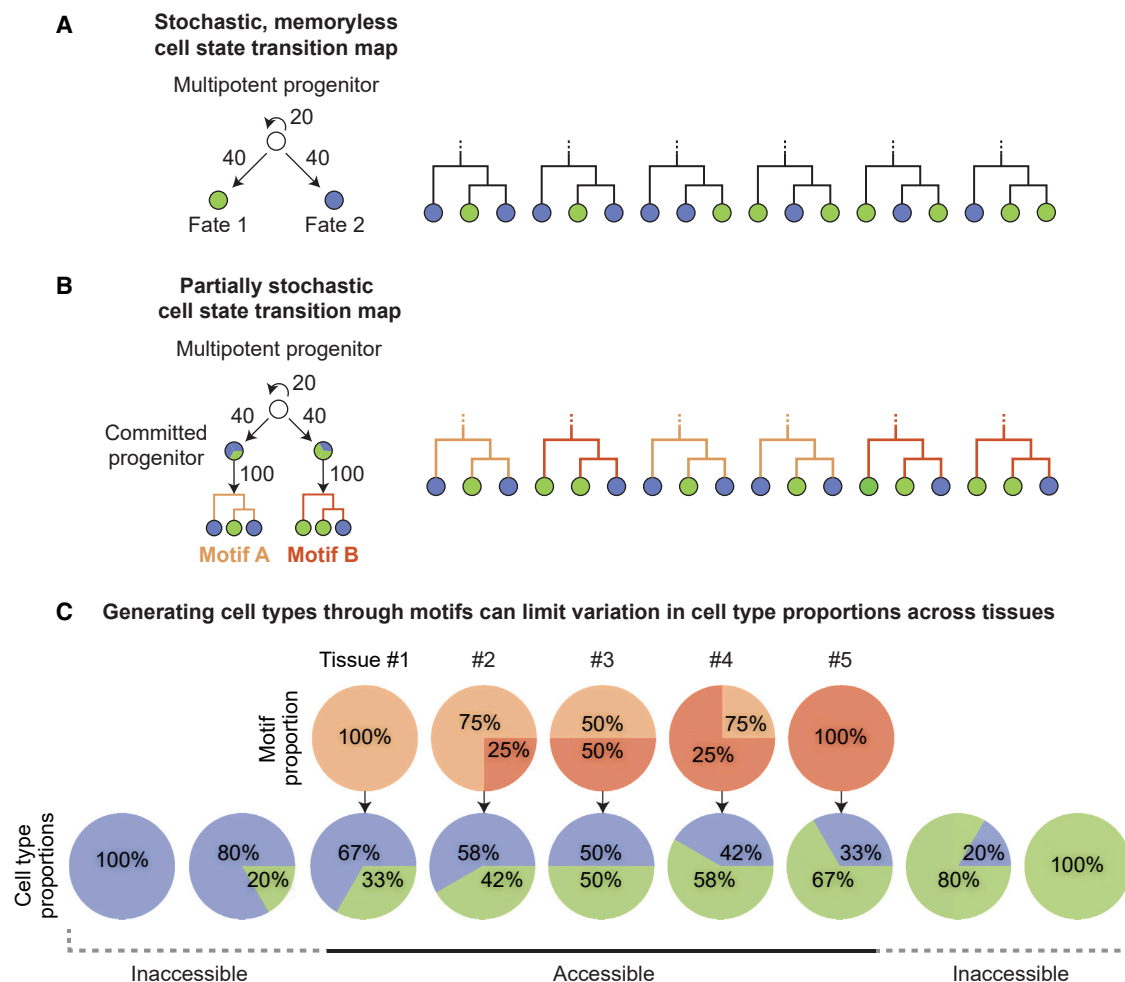 A
Stochastic, memoryless
cell state transition map
Multipotent progenitor
20
40 40
Fate 1 Fate 2
B
Partially stochastic
cell state transition map
Multipotent progenitor
20
40 40
Committed
progenitor
100 100
Motif A Motif B
C Generating cell types through motifs can limit variation in cell type proportions across tissues
Tissue #1 #2 #3 #4 #5
Motif
proportion
100% 75% 25% 50% 50% 75% 25% 100%
Cell type
proportions
100% 80% 20% 67% 33% 58% 42% 50% 50% 42% 58% 33% 67% 20% 80% 100%
Inaccessible Accessible Inaccessible